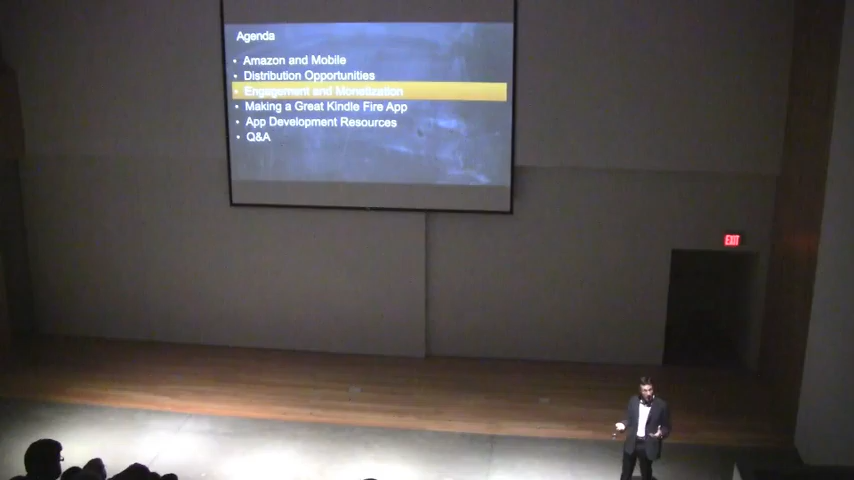 Agenda
• Amazon and Mobile
• Distribution Opportunities
• Engagement and Monetization
• Making a Great Kindle Fire App
• App Development Resources
• Q&A
EXIT